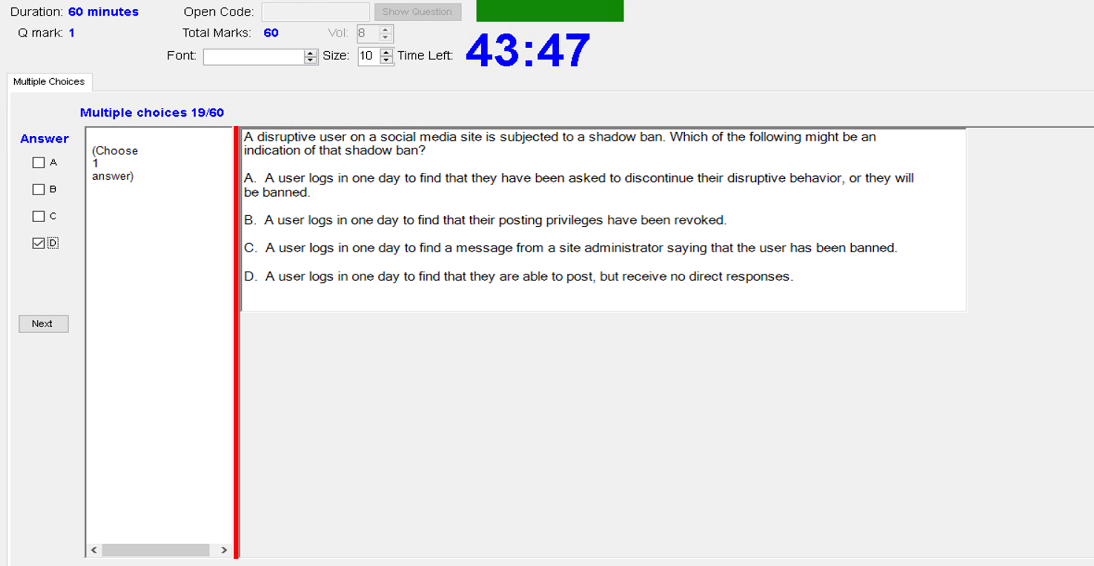 Duration: 60 minutes Open Code: Show Question
Q mark: 1 Total Marks: 60 Vol: 8
Font: Size: 10 Time Left: 43:47
Multiple Choices
Multiple choices 19/60
Answer
A
B
C
D
Next
(Choose
1
answer)
A disruptive user on a social media site is subjected to a shadow ban. Which of the following might be an
indication of that shadow ban?
A. A user logs in one day to find that they have been asked to discontinue their disruptive behavior, or they will
be banned.
B. A user logs in one day to find that their posting privileges have been revoked.
C. A user logs in one day to find a message from a site administrator saying that the user has been banned.
D. A user logs in one day to find that they are able to post, but receive no direct responses.